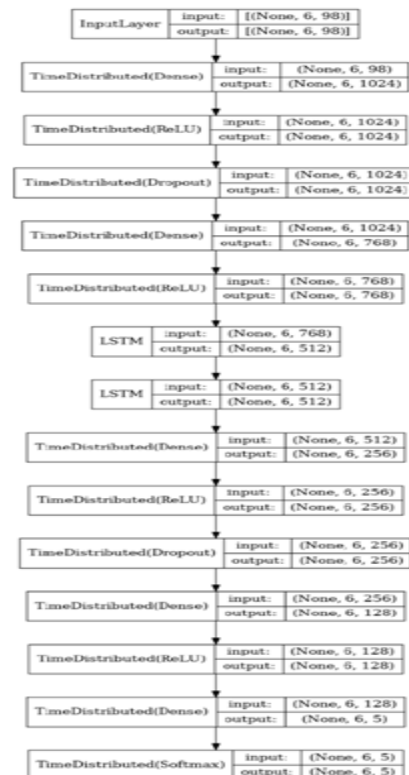 InputLayer input: [(None, 6, 98)]
output: [(None, 6, 98)]
TimeDistributed(Dense) input: (None, 6, 98)
output: (None, 6, 1024)
TimeDistributed(ReLU) input: (None, 6, 1024)
output: (None, 6, 1024)
TimeDistributed(Dropout) input: (None, 6, 1024)
output: (None, 6, 1024)
TimeDistributed(Dense) input: (None, 6, 1024)
output: (None, 6, 768)
TimeDistributed(ReLU) input: (None, 6, 768)
output: (None, 6, 768)
LSTM input: (None, 6, 768)
output: (None, 6, 512)
LSTM input: (None, 6, 512)
output: (None, 6, 512)
TimeDistributed(Dense) input: (None, 6, 512)
output: (None, 6, 256)
TimeDistributed(ReLU) input: (None, 6, 256)
output: (None, 6, 256)
TimeDistributed(Dropout) input: (None, 6, 256)
output: (None, 6, 256)
TimeDistributed(Dense) input: (None, 6, 256)
output: (None, 6, 128)
TimeDistributed(ReLU) input: (None, 6, 128)
output: (None, 6, 128)
TimeDistributed(Dense) input: (None, 6, 128)
output: (None, 6, 5)
TimeDistributed(Softmax) input: (None, 6, 5)
output: (None, 6, 5)